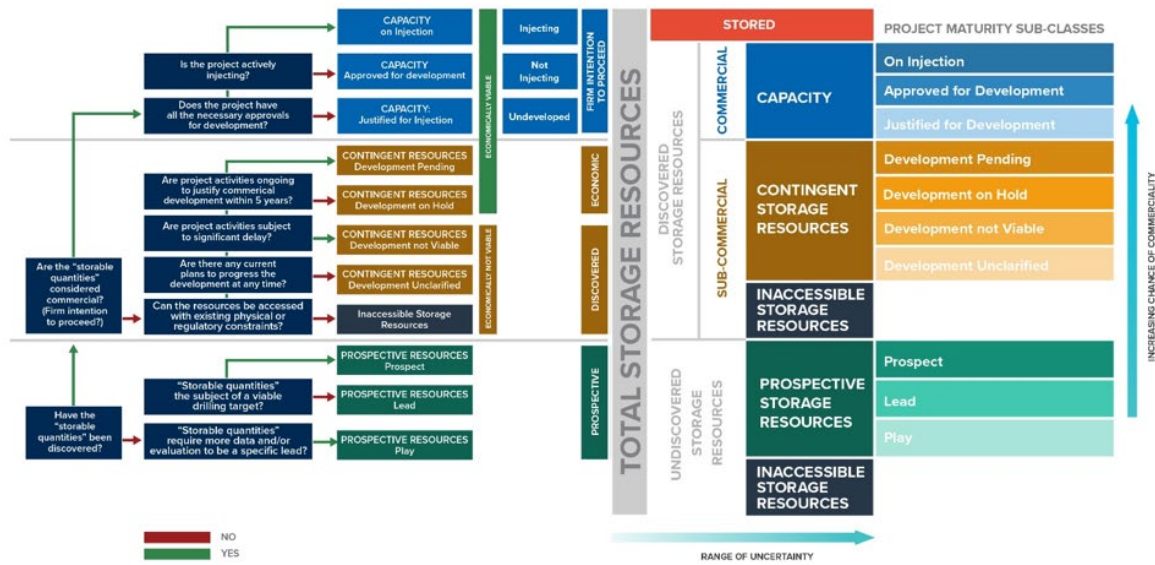 Is the project actively
injecting?
Does the project have
all the necessary approvals
for development?
Are project activities ongoing
to justify commerical
development within 5 years?
Are project activities subject
to significant delay?
Are there any current
plans to progress the
development at any time?
Can the resources be accessed
with existing physical or
regulatory constraints?
Are the "storable
quantities"
considered
commercial?
(Firm intention
to proceed?)
"Storable quantities"
the subject of a viable
drilling target?
"Storable quantities"
require more data and/or
evaluation to be a specific lead?
Have the
"storable
quantities" been
discovered?
CAPACITY
on Injection
CAPACITY
Approved for development
CAPACITY:
Justified for Injection
CONTINGENT RESOURCES
Development Pending
CONTINGENT RESOURCES
Development on Hold
CONTINGENT RESOURCES
Development not Viable
CONTINGENT RESOURCES
Development Unclarified
Inaccessible Storage
Resources
PROSPECTIVE RESOURCES
Prospect
PROSPECTIVE RESOURCES
Lead
PROSPECTIVE RESOURCES
Play
ECONOMICALLY VIABLE
ECONOMICALLY NOT VIABLE
Injecting
Not
Injecting
Undeveloped
FIRM INTENTION
TO PROCEED
ECONOMIC
DISCOVERED
PROSPECTIVE
TOTAL STORAGE RESOURCES
STORED
DISCOVERED
STORAGE RESOURCES
UNDISCOVERED
STORAGE
RESOURCES
COMMERCIAL
SUB-COMMERCIAL
CAPACITY
CONTINGENT
STORAGE
RESOURCES
INACCESSIBLE
STORAGE
RESOURCES
PROSPECTIVE
STORAGE
RESOURCES
INACCESSIBLE
STORAGE
RESOURCES
PROJECT MATURITY SUB-CLASSES
On Injection
Approved for Development
Justified for Development
Development Pending
Development on Hold
Development not Viable
Development Unclarified
Prospect
Lead
Play
INCREASING CHANCE OF COMMERCIALITY
RANGE OF UNCERTAINTY
NO
YES